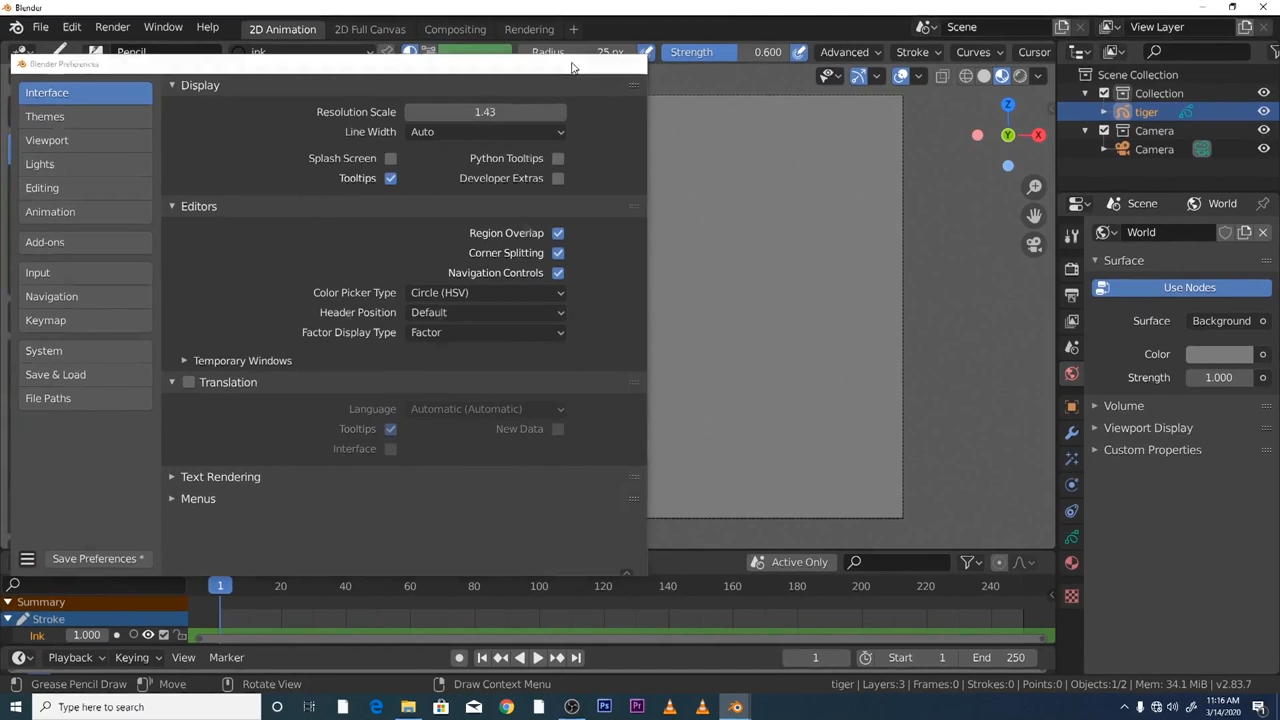 Blender
File Edit Render Window Help 2D Animation 2D Full Canvas Compositing Rendering + Scene View Layer
Pencil ink Radius 25 px Strength 0.600 Advanced Stroke Curves Cursor
Blender Preferences
Interface
Themes
Viewport
Lights
Editing
Animation
Add-ons
Input
Navigation
Keymap
System
Save & Load
File Paths
Save Preferences *
Display
Resolution Scale 1.43
Line Width Auto
Splash Screen Python Tooltips
Tooltips Developer Extras
Editors
Region Overlap
Corner Splitting
Navigation Controls
Color Picker Type Circle (HSV)
Header Position Default
Factor Display Type Factor
Temporary Windows
Translation
Language Automatic (Automatic)
Tooltips New Data
Interface
Text Rendering
Menus
Z
Y X
Scene Collection
Collection
tiger
Camera
Camera
Scene World
World
Surface
Use Nodes
Surface Background
Color
Strength 1.000
Volume
Viewport Display
Custom Properties
Active Only
1 20 40 60 80 100 120 140 160 180 200 220 240
Summary
Stroke
Ink 1.000
Playback Keying View Marker 1 Start 1 End 250
Grease Pencil Draw Move Rotate View Draw Context Menu tiger | Layers:3 | Frames:0 | Strokes:0 | Points:0 | Objects:1/2 | Mem: 34.1 MiB | v2.83.7
Type here to search Ps Pr 11:16 AM
3/14/2020